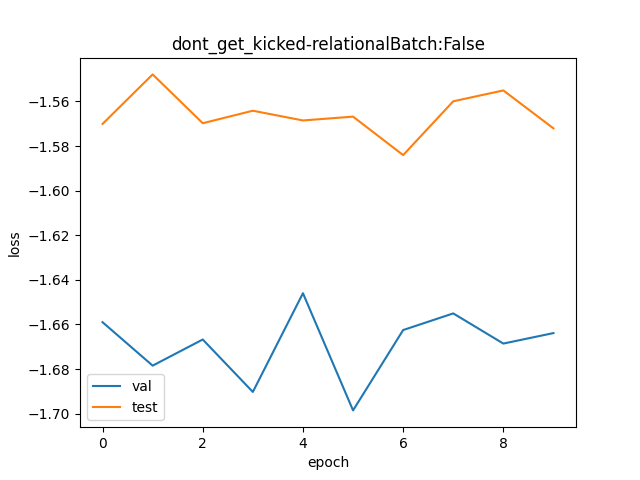 dont_get_kicked-relationalBatch:False
−1.56
−1.58
−1.60
−1.62
−1.64
−1.66
−1.68
−1.70
loss
val
test
0
2
4
6
8
epoch